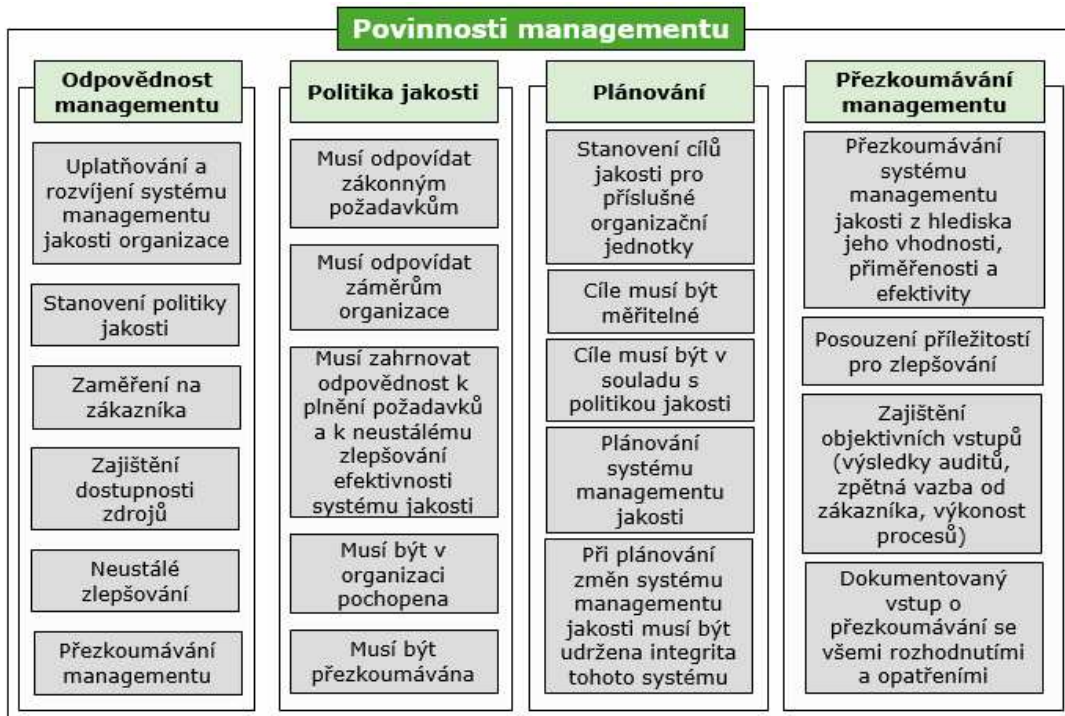 Povinnosti managementu
Odpovědnost
managementu
Uplatňování a
rozvíjení systému
managementu
jakosti organizace
Stanovení politiky
jakosti
Zaměření na
zákazníka
Zajištění
dostupnosti
zdrojů
Neustálé
zlepšování
Přezkoumávání
managementu
Politika jakosti
Musí odpovídat
zákonným
požadavkům
Musí odpovídat
záměrům
organizace
Musí zahrnovat
odpovědnost k
plnění požadavků
a k neustálému
zlepšování
efektivnosti
systému jakosti
Musí být v
organizaci
pochopena
Musí být
přezkoumávána
Plánování
Stanovení cílů
jakosti pro
příslušné
organizační
jednotky
Cíle musí být
měřitelné
Cíle musí být v
souladu s
politikou jakosti
Plánování
systému
managementu
jakosti
Při plánování
změn systému
managementu
jakosti musí být
udržena integrita
tohoto systému
Přezkoumávání
managementu
Přezkoumávání
systému
managementu
jakosti z hlediska
jeho vhodnosti,
přiměřenosti a
efektivity
Posouzení příležitostí
pro zlepšování
Zajištění
objektivních vstupů
(výsledky auditů,
zpětná vazba od
zákazníka, výkonost
procesů)
Dokumentovaný
vstup o
přezkoumávání se
všemi rozhodnutími
a opatřeními